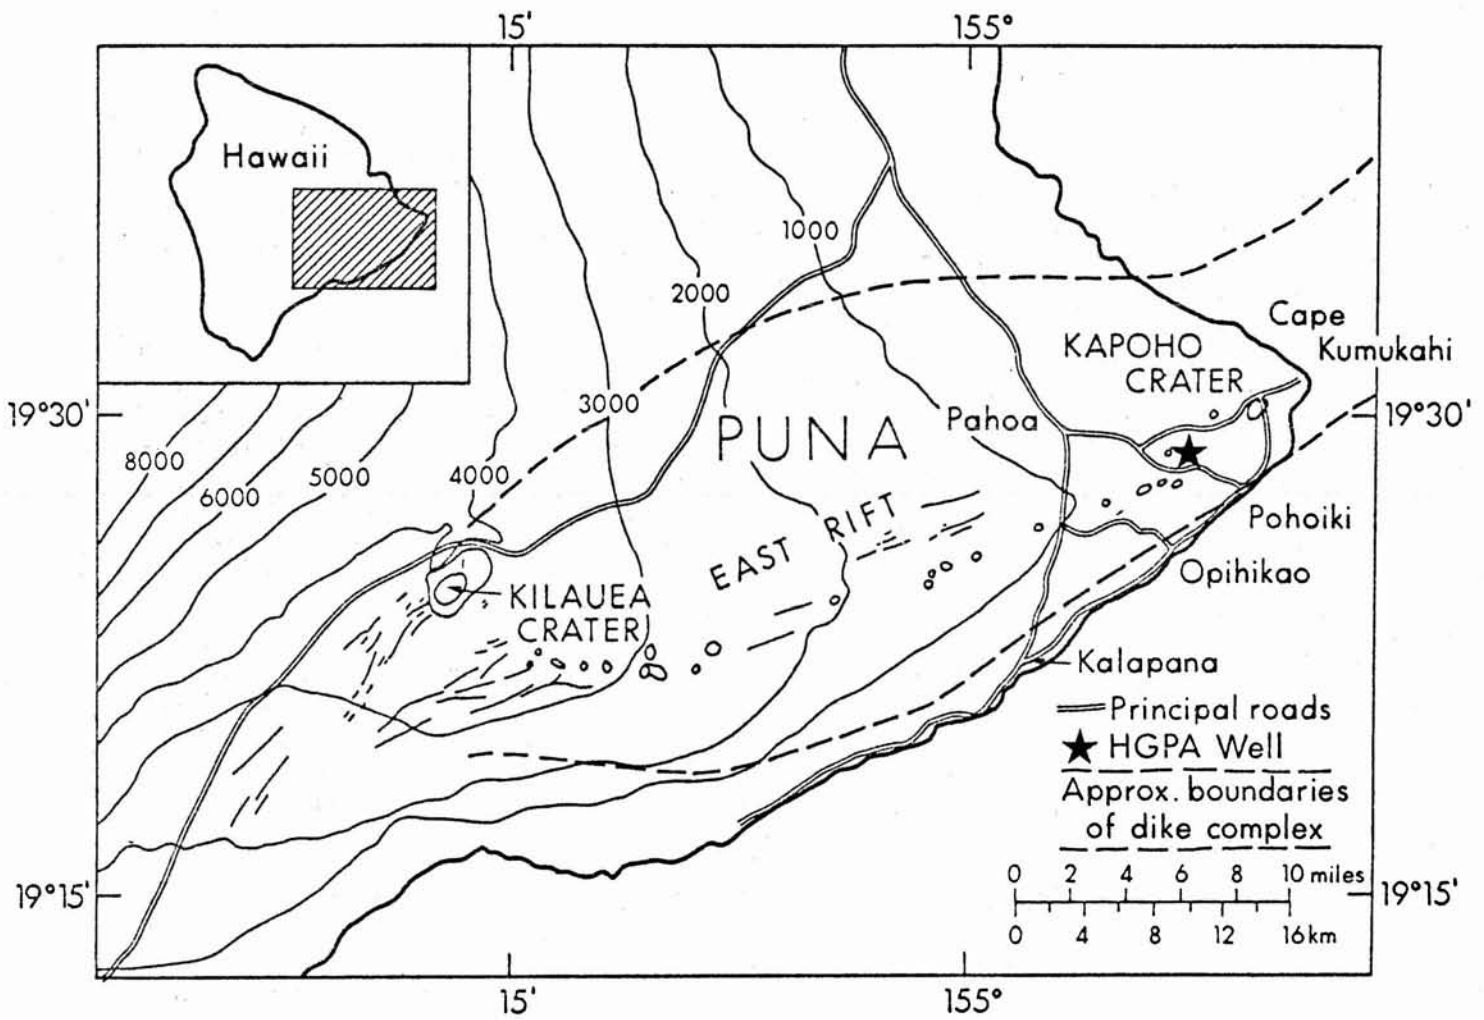 15'
155°
Hawaii
1000
2000
Cape
Kumukahi
KAPOHO
CRATER
3000
19°30'
19°30'
Pahoa
PUNA
8000
6000
5000
4000
EAST RIFT
Pohoiki
Opihikao
KILAUEA
CRATER
Kalapana
Principal roads
HGPA Well
Approx. boundaries
of dike complex
0 2 4 6 8 10 miles
19°15'
19°15'
0 4 8 12 16 km
15'
155°